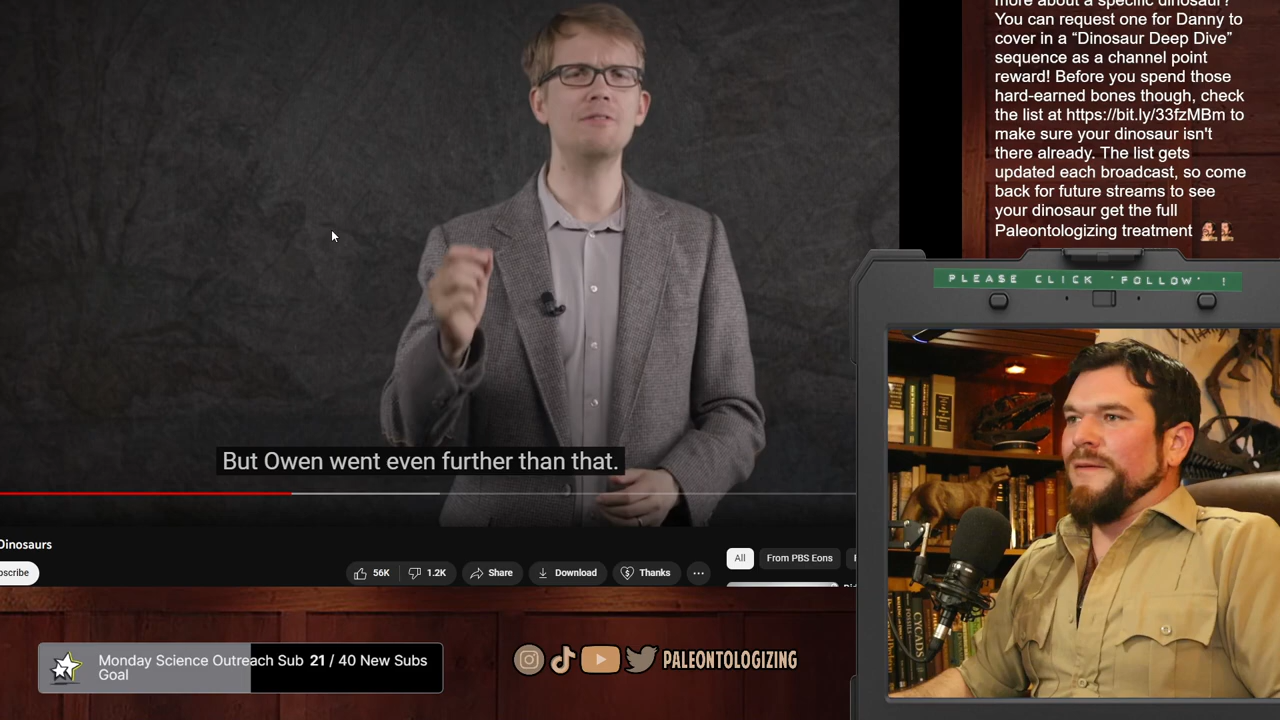 more about a specific dinosaur?
You can request one for Danny to
cover in a “Dinosaur Deep Dive”
sequence as a channel point
reward! Before you spend those
hard-earned bones though, check
the list at https://bit.ly/33fzMBm to
make sure your dinosaur isn't
there already. The list gets
updated each broadcast, so come
back for future streams to see
your dinosaur get the full
Paleontologizing treatment
PLEASE CLICK 'FOLLOW' !
But Owen went even further than that.
Dinosaurs
56K
1.2K
Share
Download
Thanks
All
From PBS Eons
Monday Science Outreach Sub
Goal
21 / 40 New Subs
PALEONTOLOGIZING
CYCADS